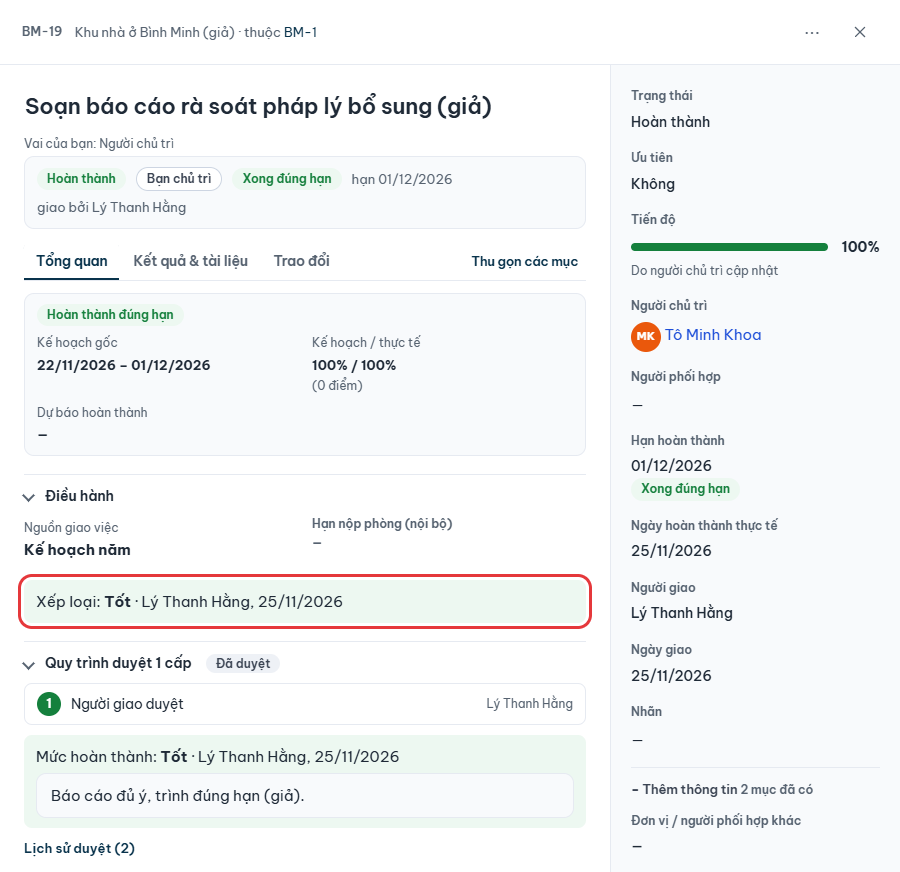 BM-19 Khu nhà ở Bình Minh (giả) · thuộc BM-1
Soạn báo cáo rà soát pháp lý bổ sung (giả)
Vai của bạn: Người chủ trì
Hoàn thành Bạn chủ trì Xong đúng hạn hạn 01/12/2026
giao bởi Lý Thanh Hằng
Tổng quan Kết quả & tài liệu Trao đổi Thu gọn các mục
Hoàn thành đúng hạn
Kế hoạch gốc
22/11/2026 – 01/12/2026
Kế hoạch / thực tế
100% / 100%
(0 điểm)
Dự báo hoàn thành
–
Điều hành
Nguồn giao việc
Kế hoạch năm
Hạn nộp phòng (nội bộ)
–
Xếp loại: Tốt · Lý Thanh Hằng, 25/11/2026
Quy trình duyệt 1 cấp Đã duyệt
1 Người giao duyệt Lý Thanh Hằng
Mức hoàn thành: Tốt · Lý Thanh Hằng, 25/11/2026
Báo cáo đủ ý, trình đúng hạn (giả).
Lịch sử duyệt (2)
Trạng thái
Hoàn thành
Ưu tiên
Không
Tiến độ
100%
Do người chủ trì cập nhật
Người chủ trì
MK Tô Minh Khoa
Người phối hợp
—
Hạn hoàn thành
01/12/2026
Xong đúng hạn
Ngày hoàn thành thực tế
25/11/2026
Người giao
Lý Thanh Hằng
Ngày giao
25/11/2026
Nhãn
—
– Thêm thông tin 2 mục đã có
Đơn vị / người phối hợp khác
—